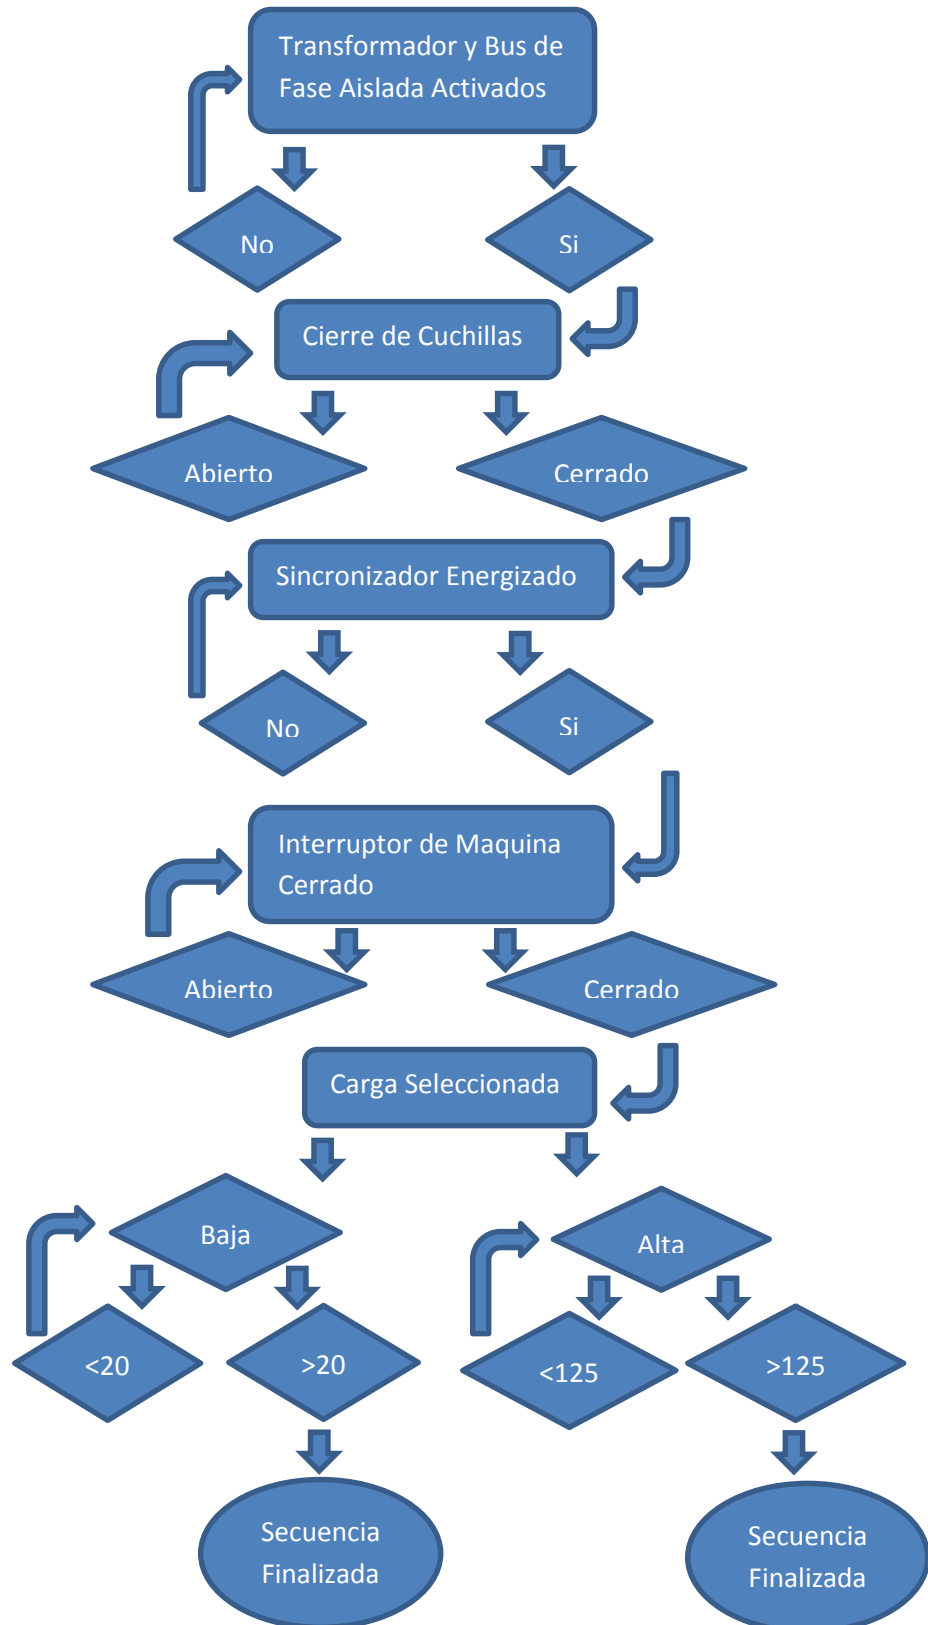 Transformador y Bus de
Fase Aislada Activados
No
Si
Cierre de Cuchillas
Abierto
Cerrado
Sincronizador Energizado
No
Si
Interruptor de Maquina
Cerrado
Abierto
Cerrado
Carga Seleccionada
Baja
Alta
<20
>20
<125
>125
Secuencia
Finalizada
Secuencia
Finalizada